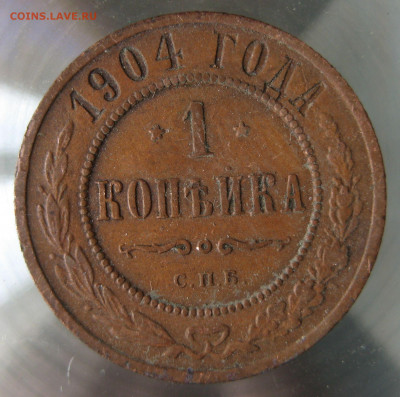 COINS.LAVE.RU
1904 ГОДА
1
КОПѢЙКА
С.П.Б.